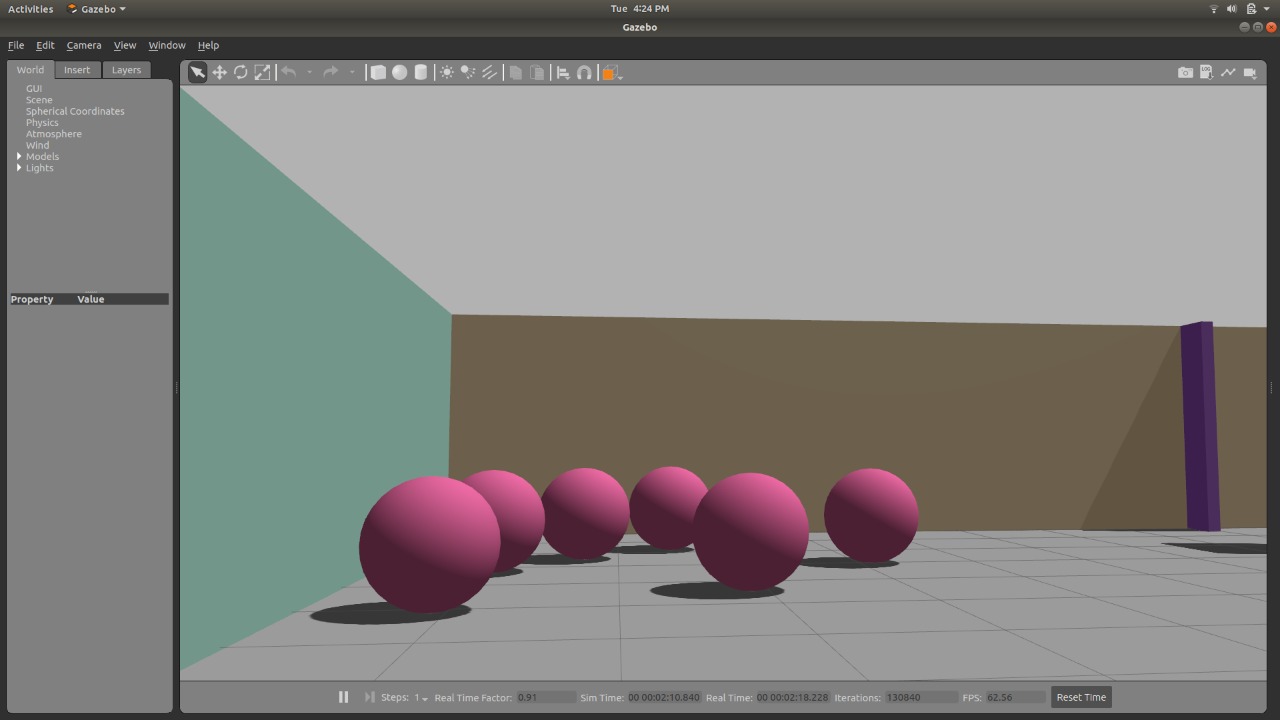 Activities Gazebo Tue 4:24 PM
Gazebo
File Edit Camera View Window Help
World Insert Layers
GUI
Scene
Spherical Coordinates
Physics
Atmosphere
Wind
Models
Lights
Property Value
Steps: 1 Real Time Factor: 0.91 Sim Time: 00 00:02:10.840 Real Time: 00 00:02:18.228 Iterations: 130840 FPS: 62.56 Reset Time